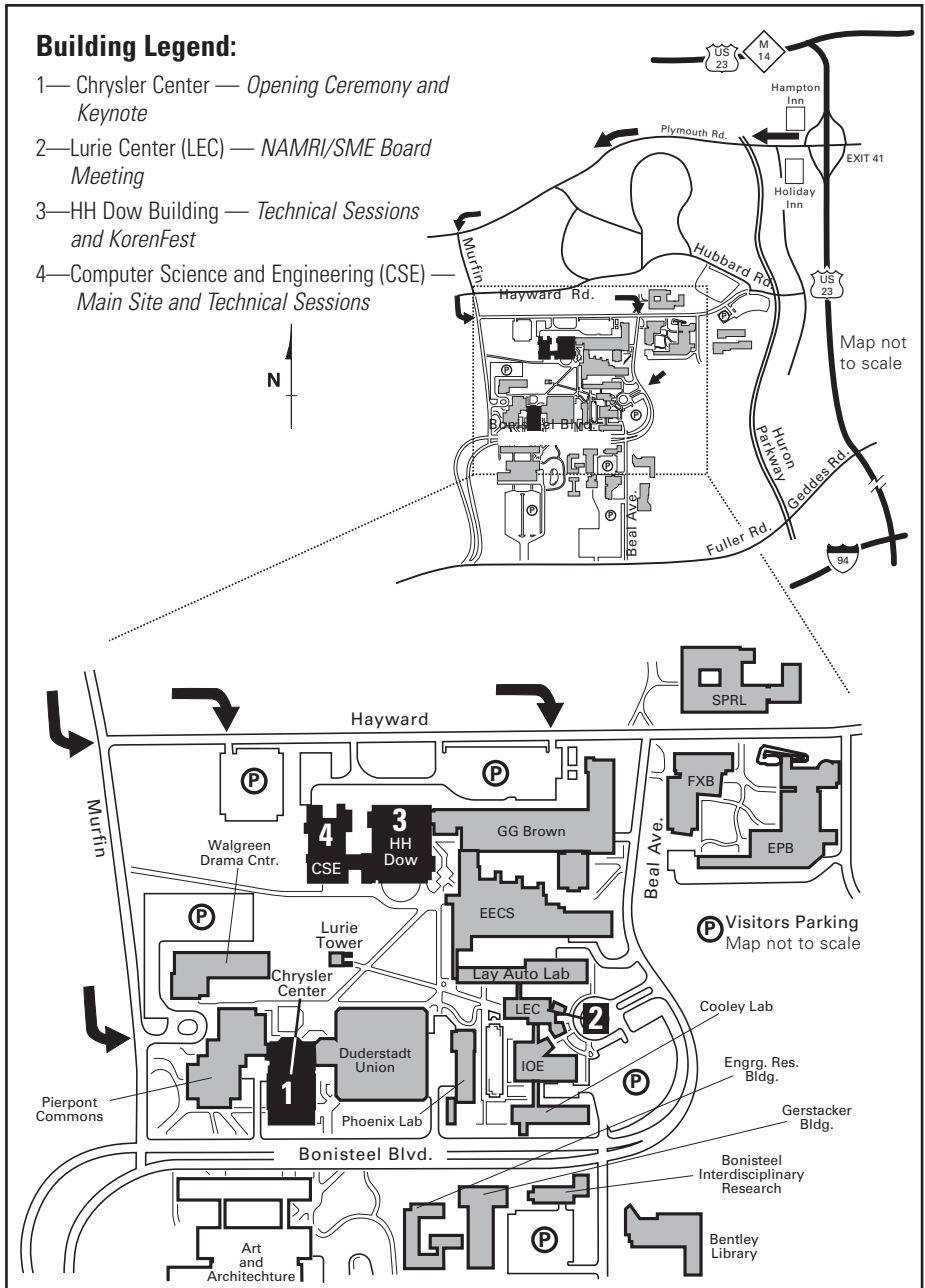 Building Legend:
1— Chrysler Center — Opening Ceremony and
Keynote
2—Lurie Center (LEC) — NAMRI/SME Board
Meeting
3—HH Dow Building — Technical Sessions
and KorenFest
4—Computer Science and Engineering (CSE) —
Main Site and Technical Sessions
N
US
23
M
14
Hampton
Inn
Plymouth Rd.
EXIT 41
Holiday
Inn
Murfin
Hubbard Rd.
Hayward Rd.
US
23
P
Map not
to scale
P
P
Bonisteel Blvd.
P
P
P
Beal Ave.
Huron
Parkway
Geddes Rd.
Fuller Rd.
94
SPRL
Hayward
Murfin
P
P
FXB
EPB
4
CSE
3
HH
Dow
GG Brown
Beal Ave.
Walgreen
Drama Cntr.
P
EECS
P Visitors Parking
Map not to scale
Lurie
Tower
Chrysler
Center
Lay Auto Lab
LEC
2
Cooley Lab
Duderstadt
Union
IOE
Engrg. Res.
Bldg.
P
1
Pierpont
Commons
Phoenix Lab
Gerstacker
Bldg.
Bonisteel Blvd.
Bonisteel
Interdisciplinary
Research
Art
and
Architechture
P
Bentley
Library